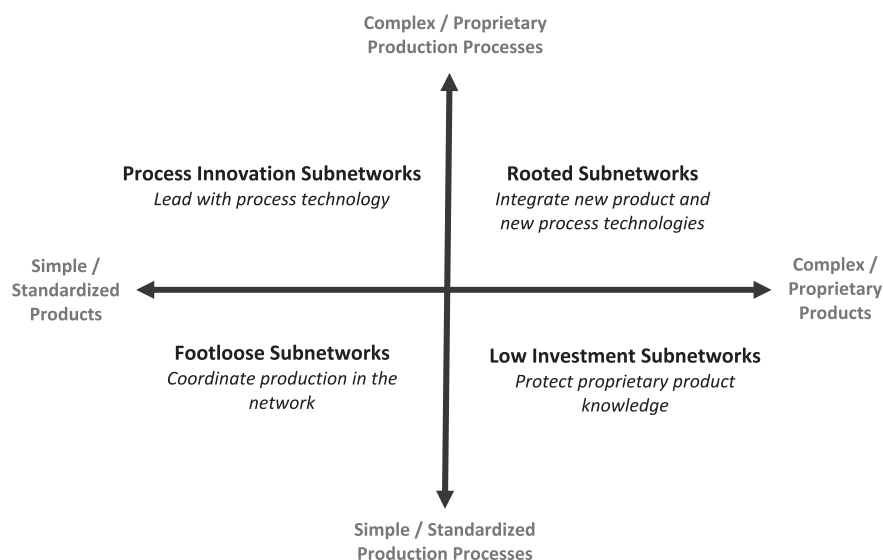 Complex / Proprietary
Production Processes
Process Innovation Subnetworks
Lead with process technology
Rooted Subnetworks
Integrate new product and
new process technologies
Simple /
Standardized
Products
Complex /
Proprietary
Products
Footloose Subnetworks
Coordinate production in the
network
Low Investment Subnetworks
Protect proprietary product
knowledge
Simple / Standardized
Production Processes